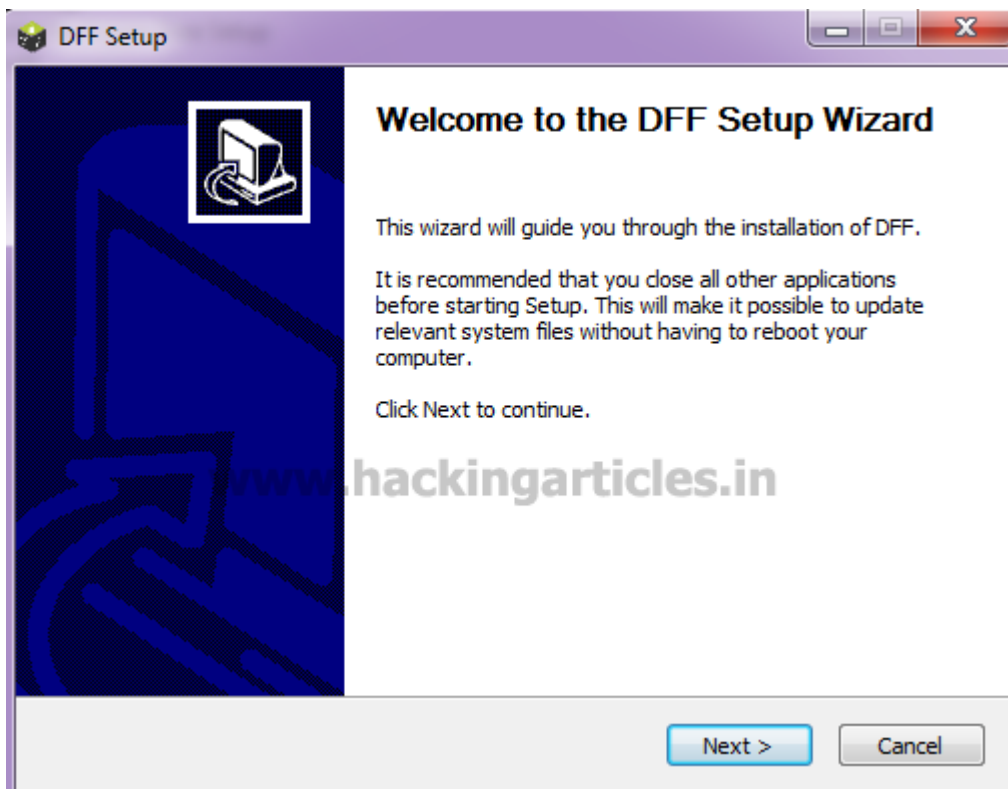 DFF Setup
Welcome to the DFF Setup Wizard
This wizard will guide you through the installation of DFF.
It is recommended that you close all other applications
before starting Setup. This will make it possible to update
relevant system files without having to reboot your
computer.
Click Next to continue.
www.hackingarticles.in
Next >
Cancel